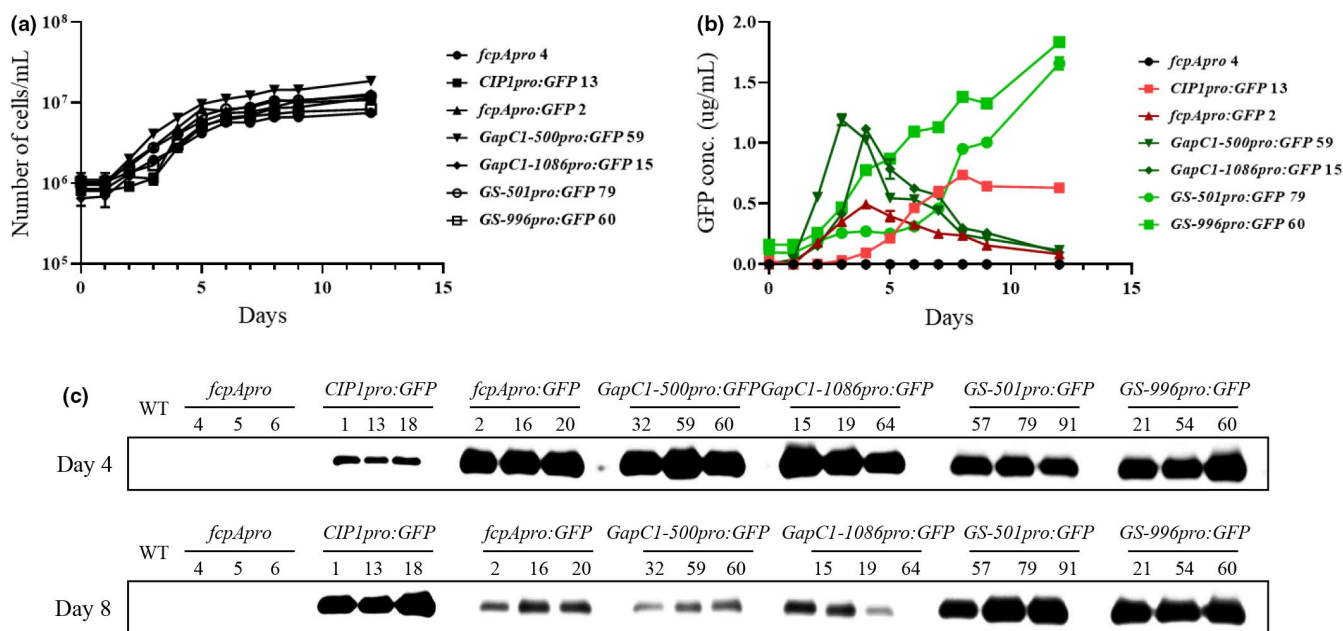 (a)
Number of cells/mL
10⁸
10⁷
10⁶
10⁵
0
5
10
15
Days
fcpApro 4
CIP1pro:GFP 13
fcpApro:GFP 2
GapC1-500pro:GFP 59
GapC1-1086pro:GFP 15
GS-501pro:GFP 79
GS-996pro:GFP 60
(b)
GFP conc. (ug/mL)
2.0
1.5
1.0
0.5
0.0
0
5
10
15
Days
fcpApro 4
CIP1pro:GFP 13
fcpApro:GFP 2
GapC1-500pro:GFP 59
GapC1-1086pro:GFP 15
GS-501pro:GFP 79
GS-996pro:GFP 60
(c)
WT fcpApro CIP1pro:GFP fcpApro:GFP GapC1-500pro:GFP GapC1-1086pro:GFP GS-501pro:GFP GS-996pro:GFP
4 5 6 1 13 18 2 16 20 32 59 60 15 19 64 57 79 91 21 54 60
Day 4
WT fcpApro CIP1pro:GFP fcpApro:GFP GapC1-500pro:GFP GapC1-1086pro:GFP GS-501pro:GFP GS-996pro:GFP
4 5 6 1 13 18 2 16 20 32 59 60 15 19 64 57 79 91 21 54 60
Day 8